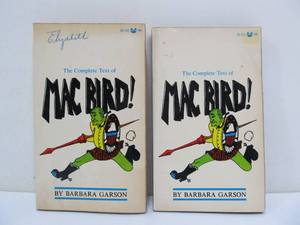 Elizabeth
The Complete Text of
MAC BIRD!
BY BARBARA GARSON
The Complete Text of
MAC BIRD!
BY BARBARA GARSON